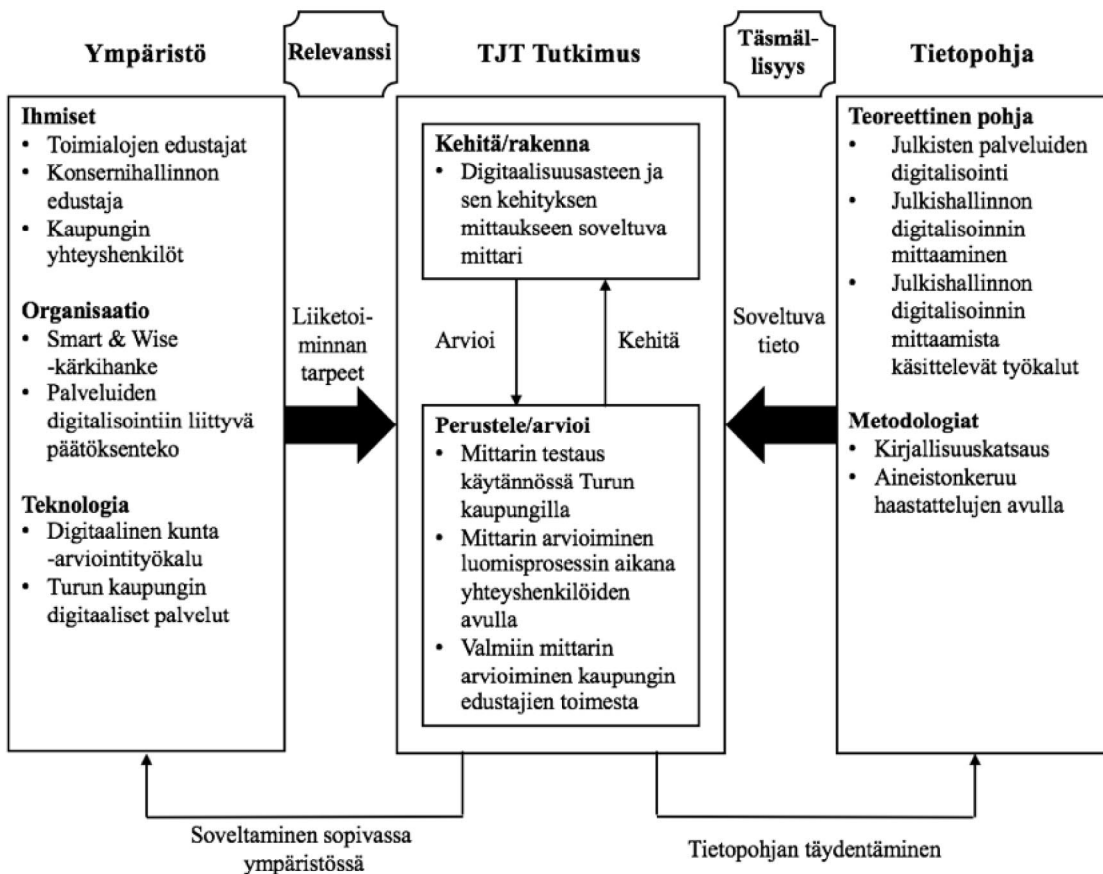 Ympäristö
Relevanssi
TJT Tutkimus
Täsmäl-
lisyys
Tietopohja
Ihmiset
• Toimialojen edustajat
• Konsernihallinnon
edustaja
• Kaupungin
yhteyshenkilöt
Organisaatio
• Smart & Wise
-kärkihanke
• Palveluiden
digitalisointiin liittyvä
päätöksenteko
Teknologia
• Digitaalinen kunta
-arviointityökalu
• Turun kaupungin
digitaaliset palvelut
Liiketoi-
minnan
tarpeet
Kehitä/rakenna
• Digitaalisuusasteen ja
sen kehityksen
mittaukseen soveltuva
mittari
Arvioi
Kehitä
Perustele/arvioi
• Mittarin testaus
käytännössä Turun
kaupungilla
• Mittarin arvioiminen
luomisprosessin aikana
yhteyshenkilöiden
avulla
• Valmiin mittarin
arvioiminen kaupungin
edustajien toimesta
Soveltuva
tieto
Teoreettinen pohja
• Julkisten palveluiden
digitalisointi
• Julkishallinnon
digitalisoinnin
mittaaminen
• Julkishallinnon
digitalisoinnin
mittaamista
käsittelevät työkalut
Metodologiat
• Kirjallisuuskatsaus
• Aineistonkeruu
haastattelujen avulla
Soveltaminen sopivassa
ympäristössä
Tietopohjan täydentäminen